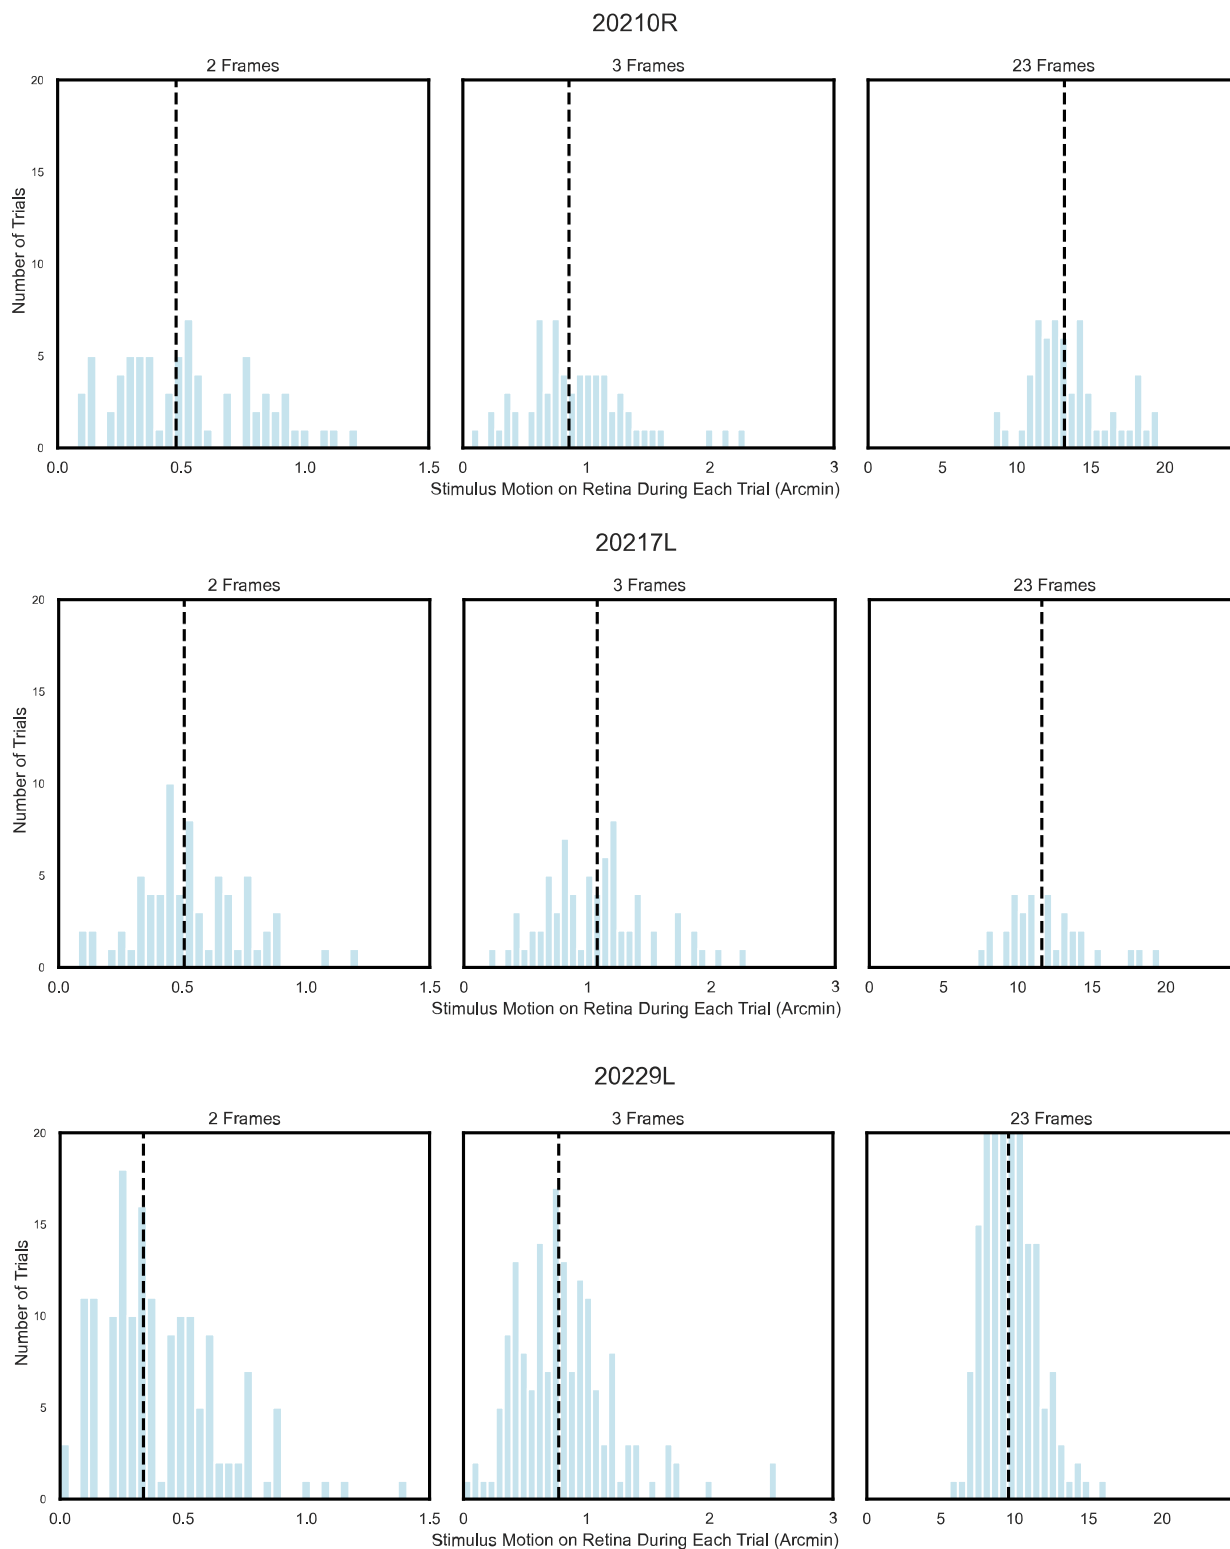 20210R
2 Frames 3 Frames 23 Frames
20
15
10
5
0
Number of Trials
0.0 0.5 1.0 1.5 0 1 2 3 0 5 10 15 20
Stimulus Motion on Retina During Each Trial (Arcmin)
20217L
2 Frames 3 Frames 23 Frames
20
15
10
5
0
Number of Trials
0.0 0.5 1.0 1.5 0 1 2 3 0 5 10 15 20
Stimulus Motion on Retina During Each Trial (Arcmin)
20229L
2 Frames 3 Frames 23 Frames
20
15
10
5
0
Number of Trials
0.0 0.5 1.0 1.5 0 1 2 3 0 5 10 15 20
Stimulus Motion on Retina During Each Trial (Arcmin)